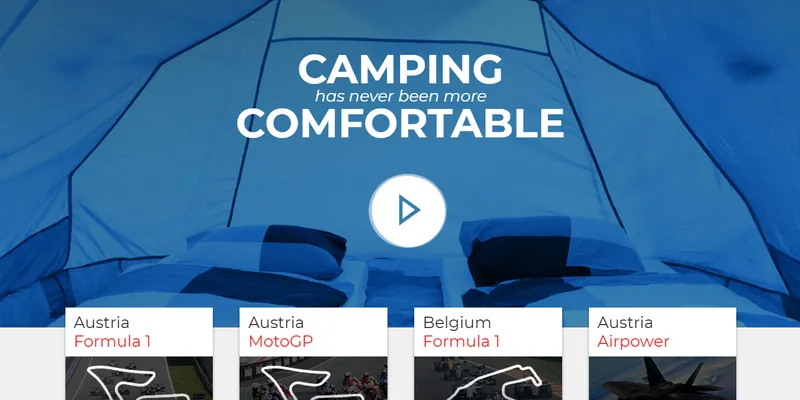 CAMPING
has never been more
COMFORTABLE
Austria
Formula 1
Austria
MotoGP
Belgium
Formula 1
Austria
Airpower